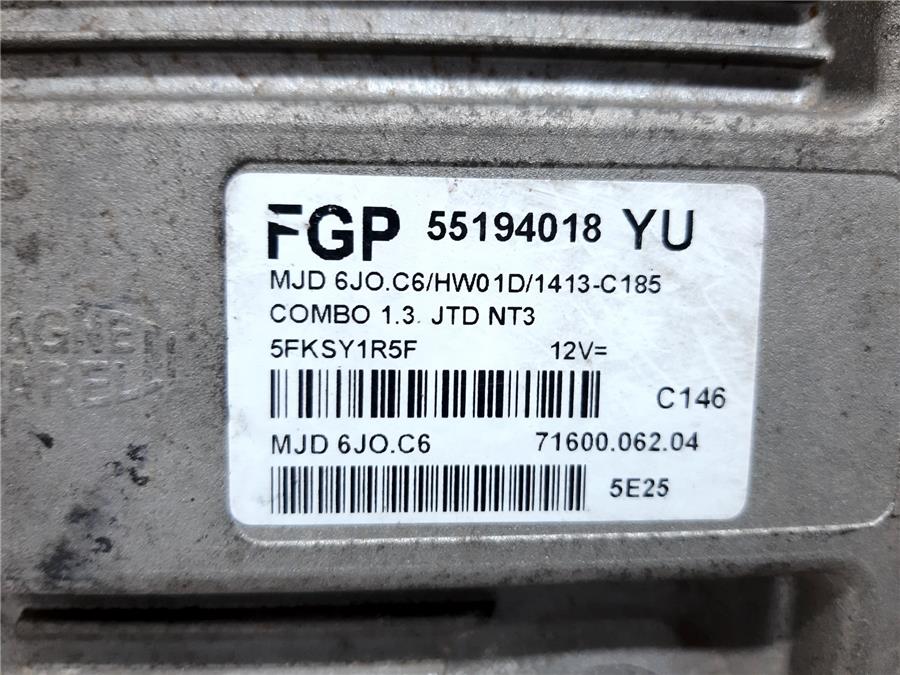 FGP 55194018 YU
MJD 6JO.C6/HW01D/1413-C185
COMBO 1.3. JTD NT3
5FKSY1R5F 12V=
C146
MJD 6JO.C6 71600.062.04
5E25